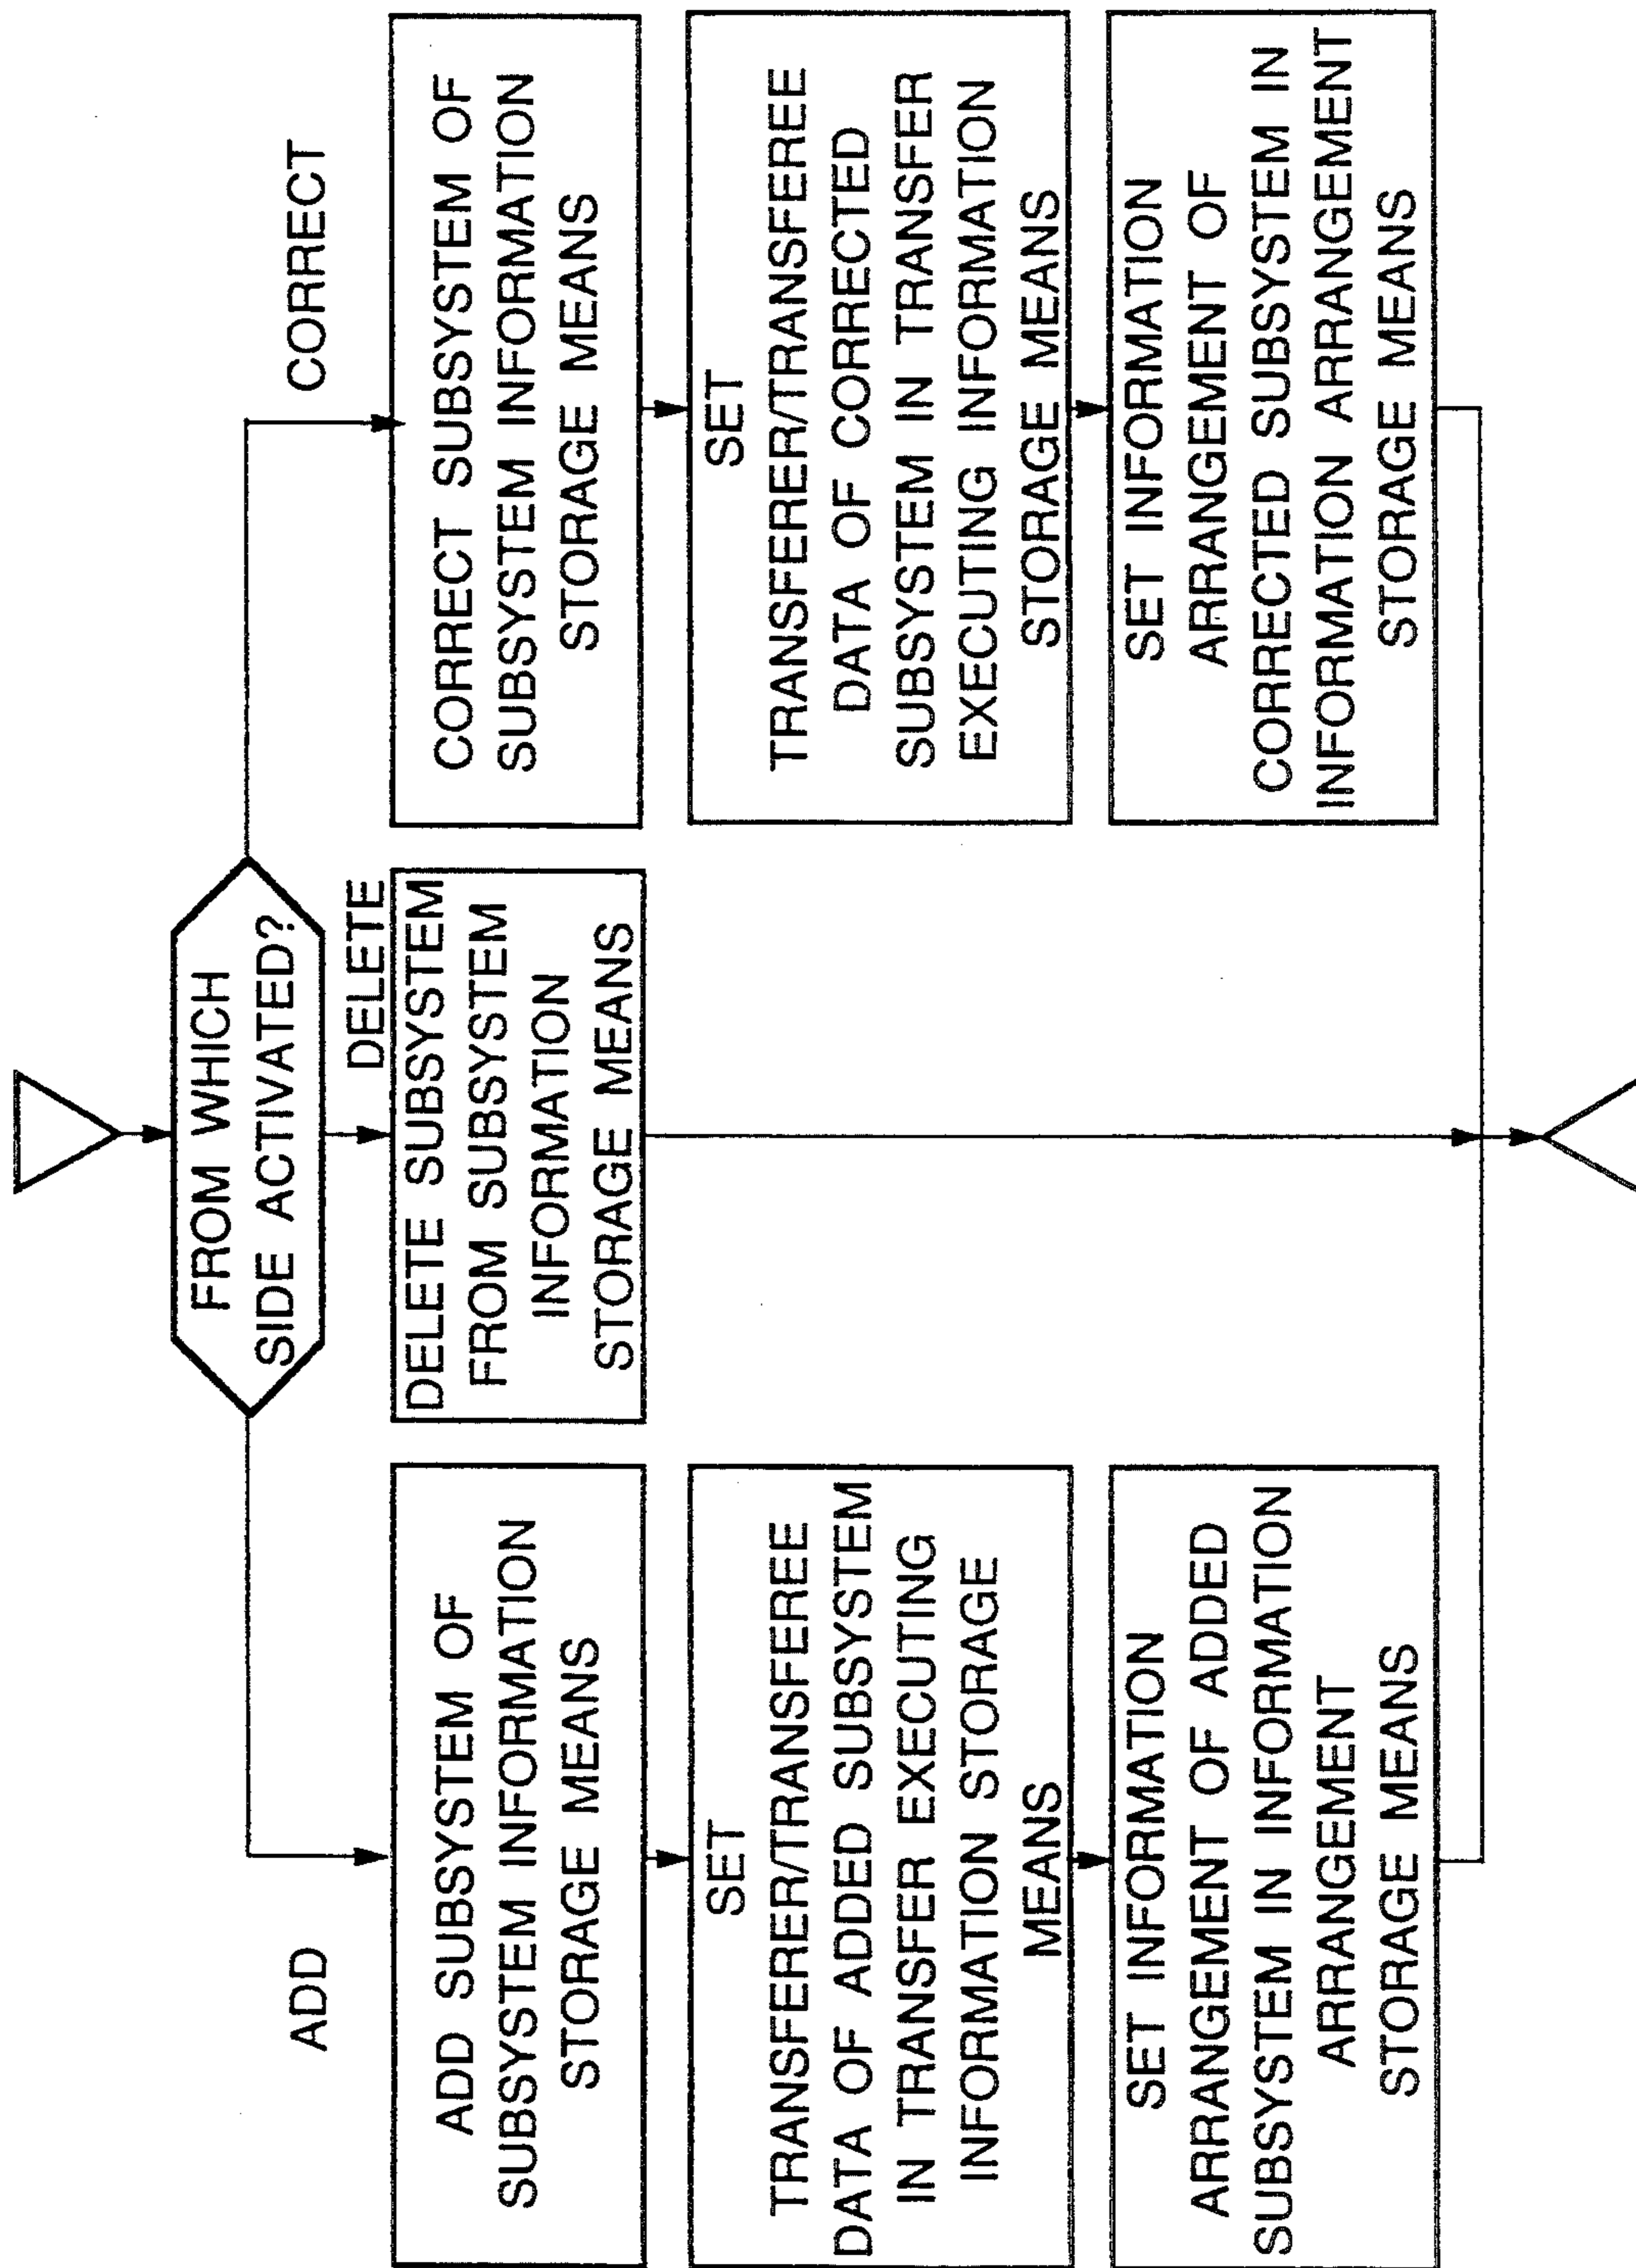 FROM WHICH
SIDE ACTIVATED?
ADD
ADD SUBSYSTEM OF
SUBSYSTEM INFORMATION
STORAGE MEANS
SET
TRANSFERER/TRANSFEREE
DATA OF ADDED SUBSYSTEM
IN TRANSFER EXECUTING
INFORMATION STORAGE
MEANS
SET INFORMATION
ARRANGEMENT OF ADDED
SUBSYSTEM IN INFORMATION
ARRANGEMENT
STORAGE MEANS
DELETE
DELETE SUBSYSTEM
FROM SUBSYSTEM
INFORMATION
STORAGE MEANS
CORRECT
CORRECT SUBSYSTEM OF
SUBSYSTEM INFORMATION
STORAGE MEANS
SET
TRANSFERER/TRANSFEREE
DATA OF CORRECTED
SUBSYSTEM IN TRANSFER
EXECUTING INFORMATION
STORAGE MEANS
SET INFORMATION
ARRANGEMENT OF
CORRECTED SUBSYSTEM IN
INFORMATION ARRANGEMENT
STORAGE MEANS